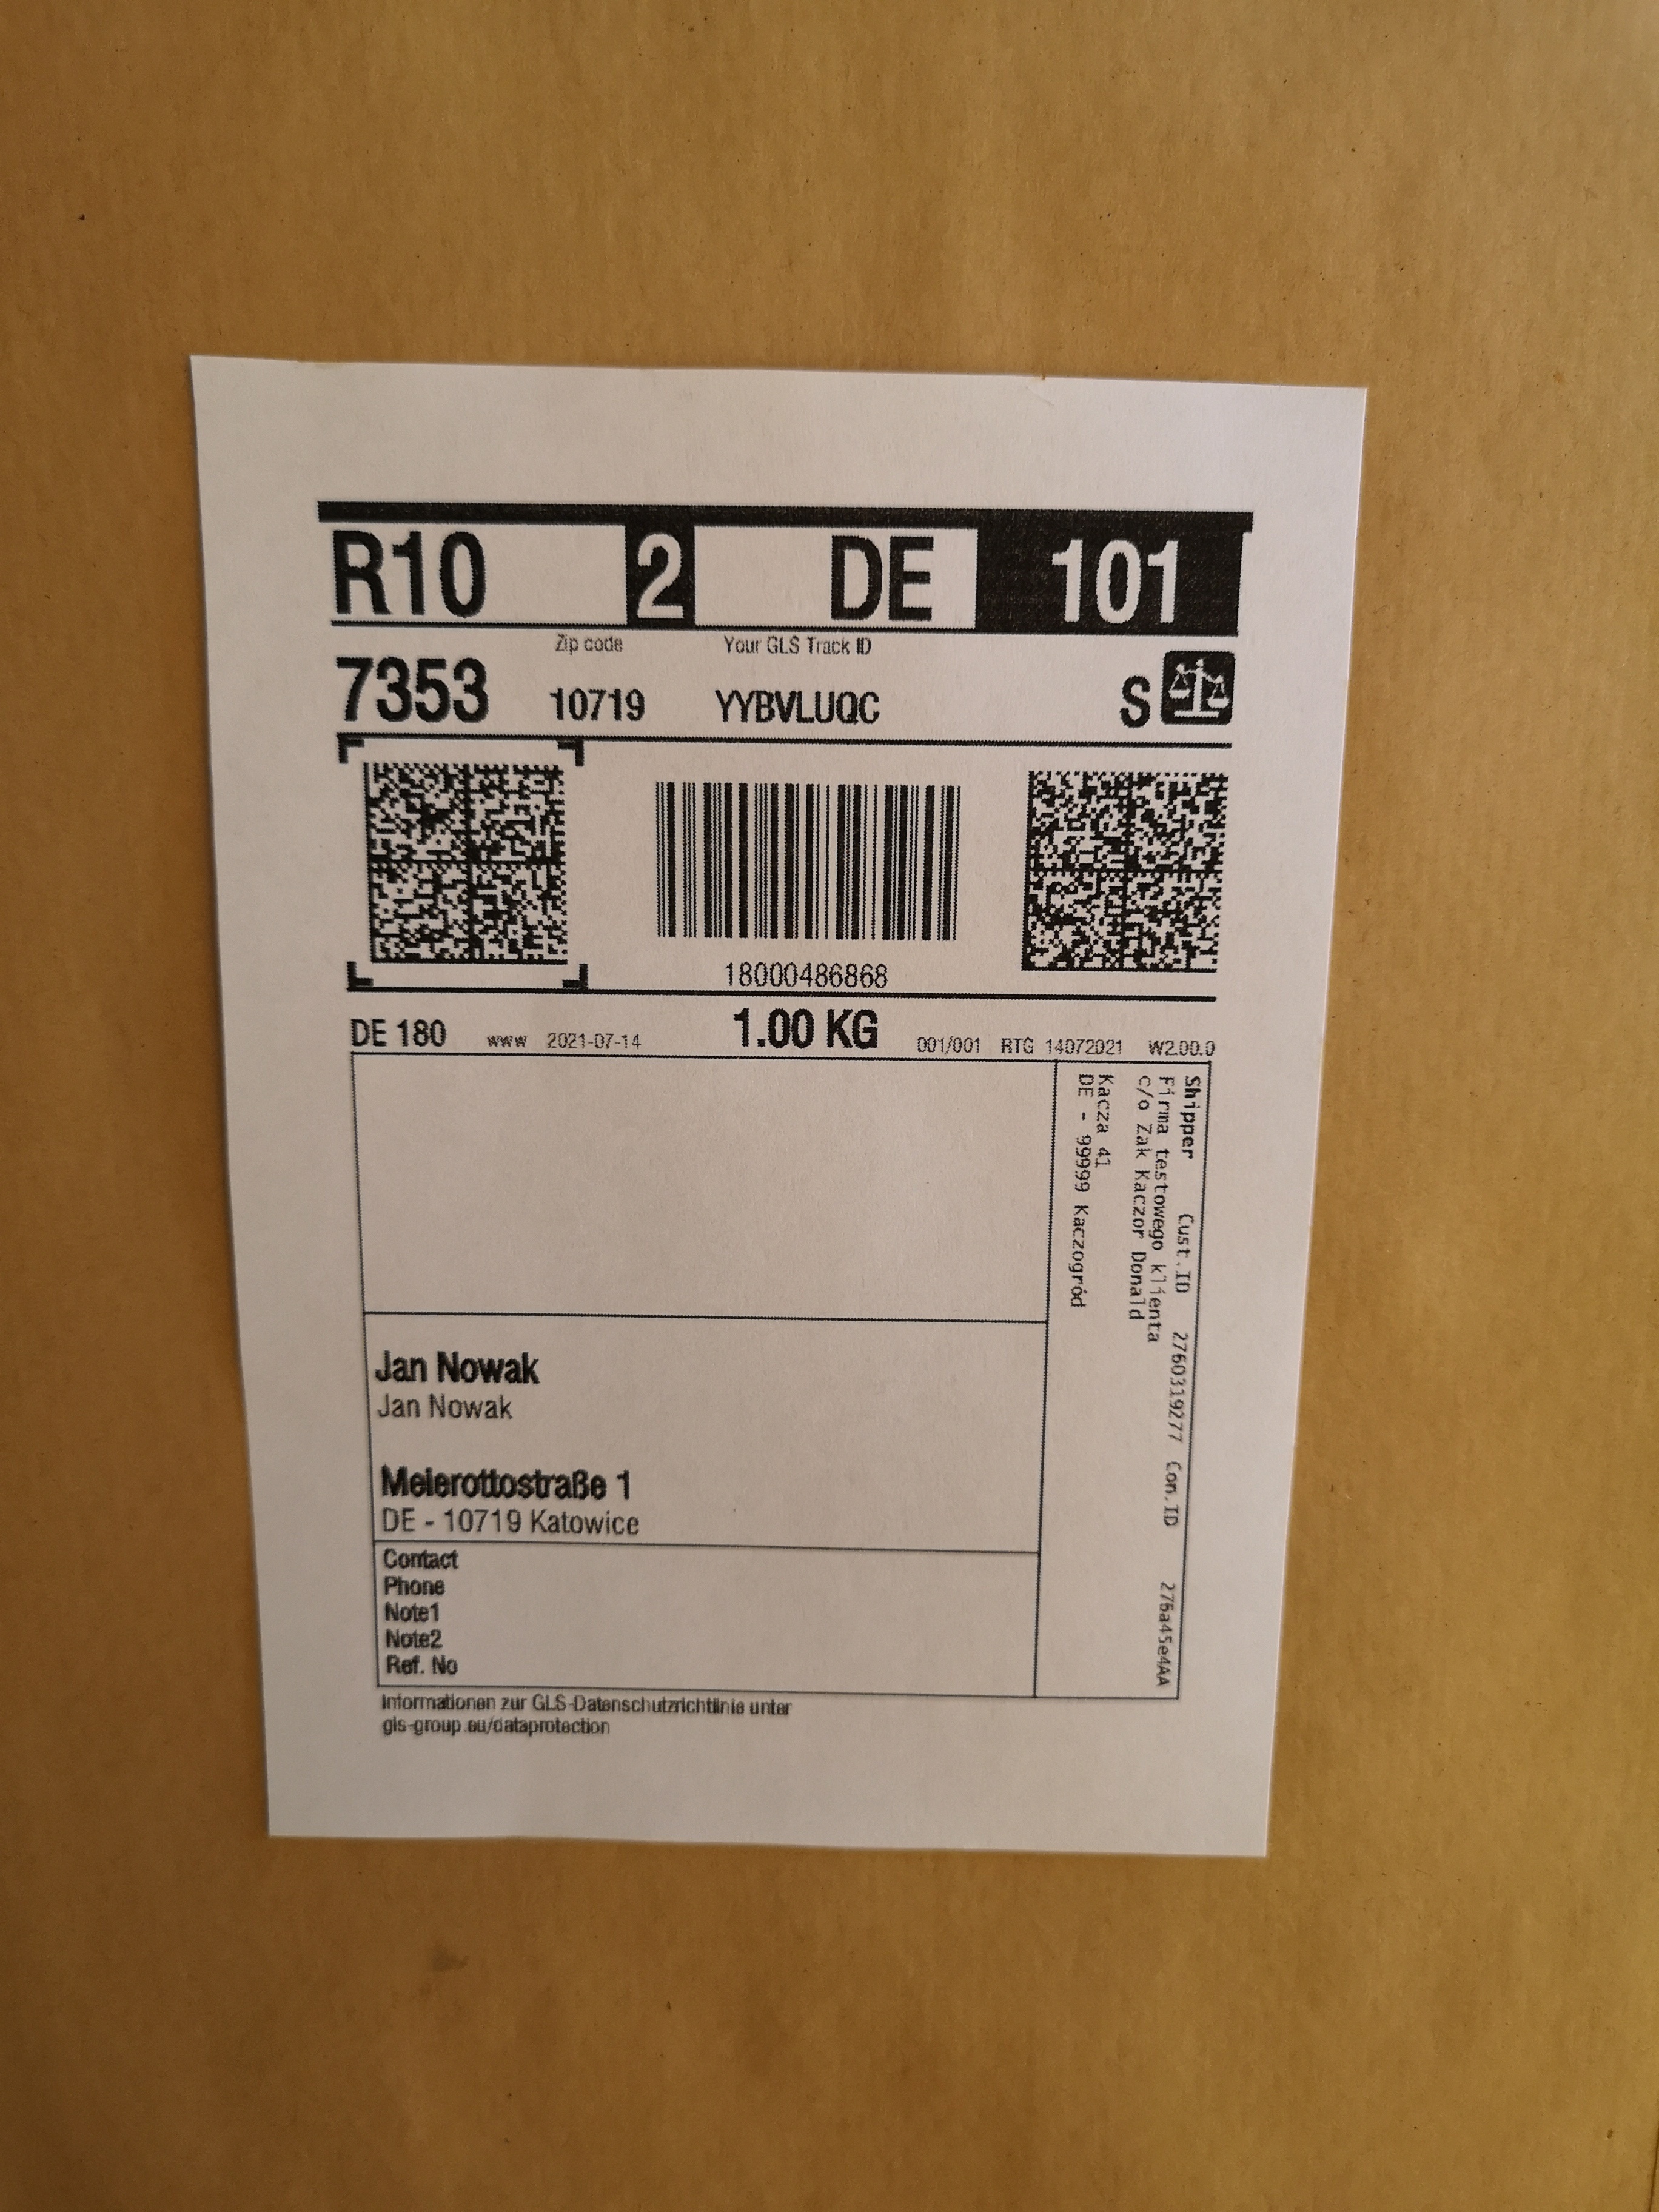 R10 2 DE 101
Zip code Your GLS Track ID
7353 10719 YYBVLUQC S
18000486868
DE 180 www 2021-07-14 1.00 KG 001/001 RTG 14072021 W2.00.0
Shipper Cust.ID 2760319277 Con.ID 276a45e4AA
Firma testowego klienta
c/o Zak Kaczor Donald
Kacza 41
DE - 99999 Kaczogród
Jan Nowak
Jan Nowak
Meierottostraße 1
DE - 10719 Katowice
Contact
Phone
Note1
Note2
Ref. No
Informationen zur GLS-Datenschutzrichtlinie unter
gls-group.eu/dataprotection